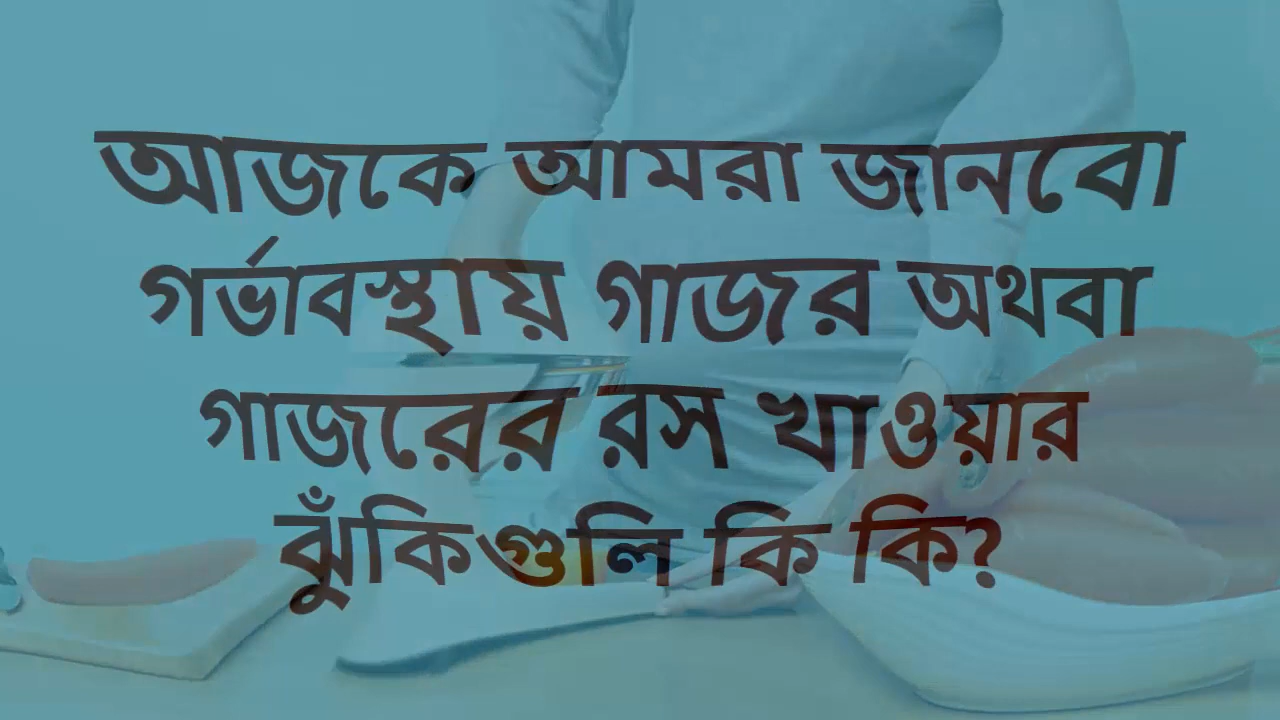 আজকে আমরা জানবো
গর্ভাবস্থায় গাজর অথবা
গাজরের রস খাওয়ার
ঝুঁকিগুলি কি কি?